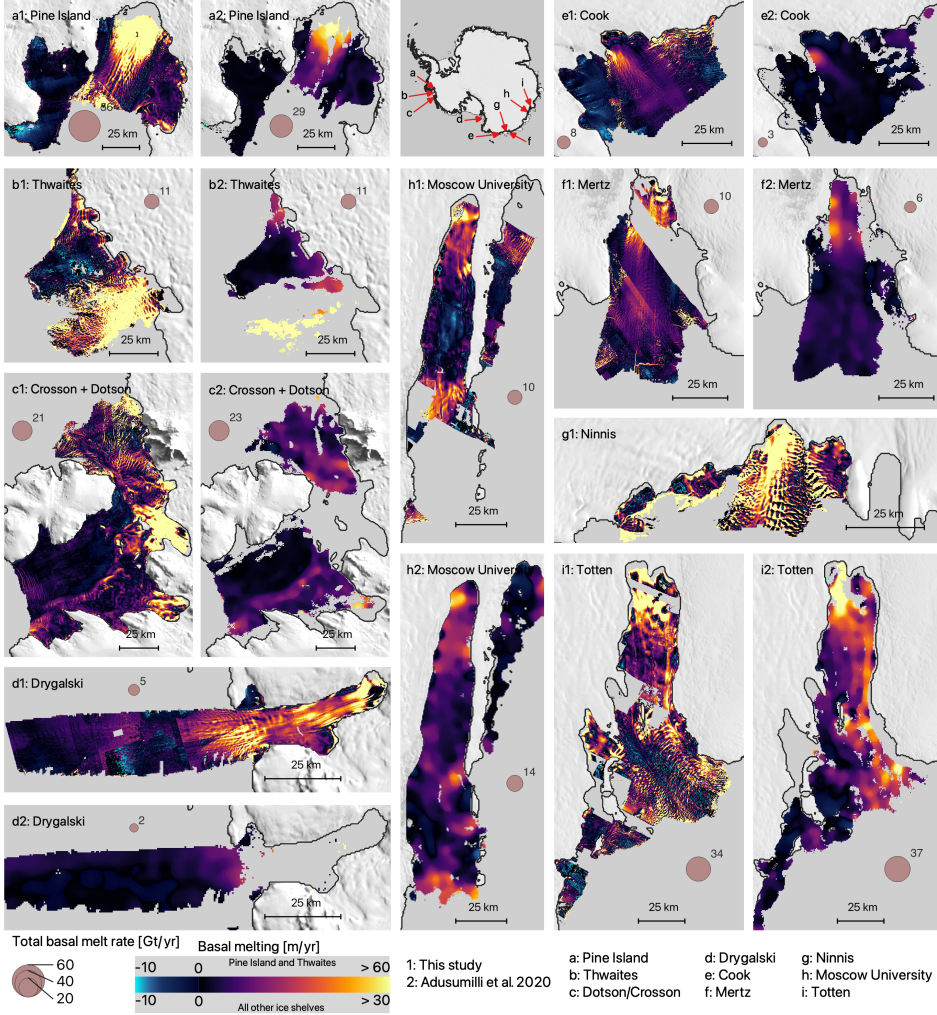 a1: Pine Island
a2: Pine Island
e1: Cook
e2: Cook
a
b
c
d
e
f
g
h
i
29
8
3
25 km
25 km
25 km
25 km
b1: Thwaites
b2: Thwaites
h1: Moscow University
f1: Mertz
f2: Mertz
11
11
10
6
25 km
25 km
25 km
25 km
c1: Crosson + Dotson
c2: Crosson + Dotson
21
23
10
g1: Ninnis
25 km
25 km
25 km
25 km
h2: Moscow University
i1: Totten
i2: Totten
d1: Drygalski
5
25 km
14
d2: Drygalski
2
34
37
25 km
25 km
25 km
25 km
Total basal melt rate [Gt/yr]
60
40
20
Basal melting [m/yr]
Pine Island and Thwaites
-10 0 > 60
-10 0 > 30
All other ice shelves
1: This study
2: Adusumilli et al. 2020
a: Pine Island
b: Thwaites
c: Dotson/Crosson
d: Drygalski
e: Cook
f: Mertz
g: Ninnis
h: Moscow University
i: Totten